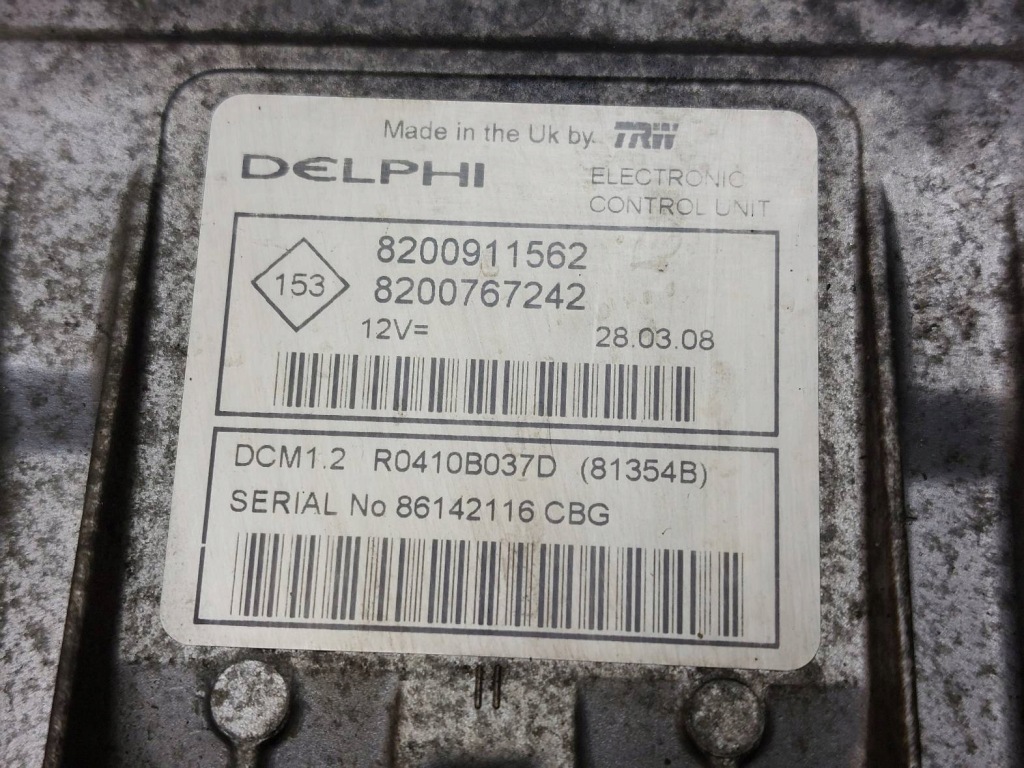 Made in the Uk by TRW
DELPHI
ELECTRONIC
CONTROL UNIT
153
8200911562
8200767242
12V=
28.03.08
DCM1.2 R0410B037D (81354B)
SERIAL No 86142116 CBG